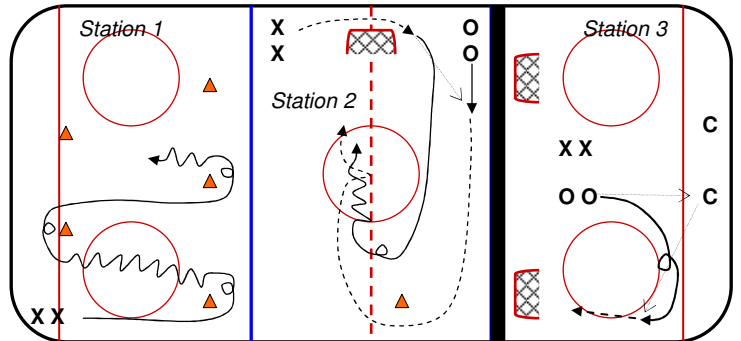 Station 1
X X
X
X
O
O
Station 2
Station 3
C
X X
O O
C